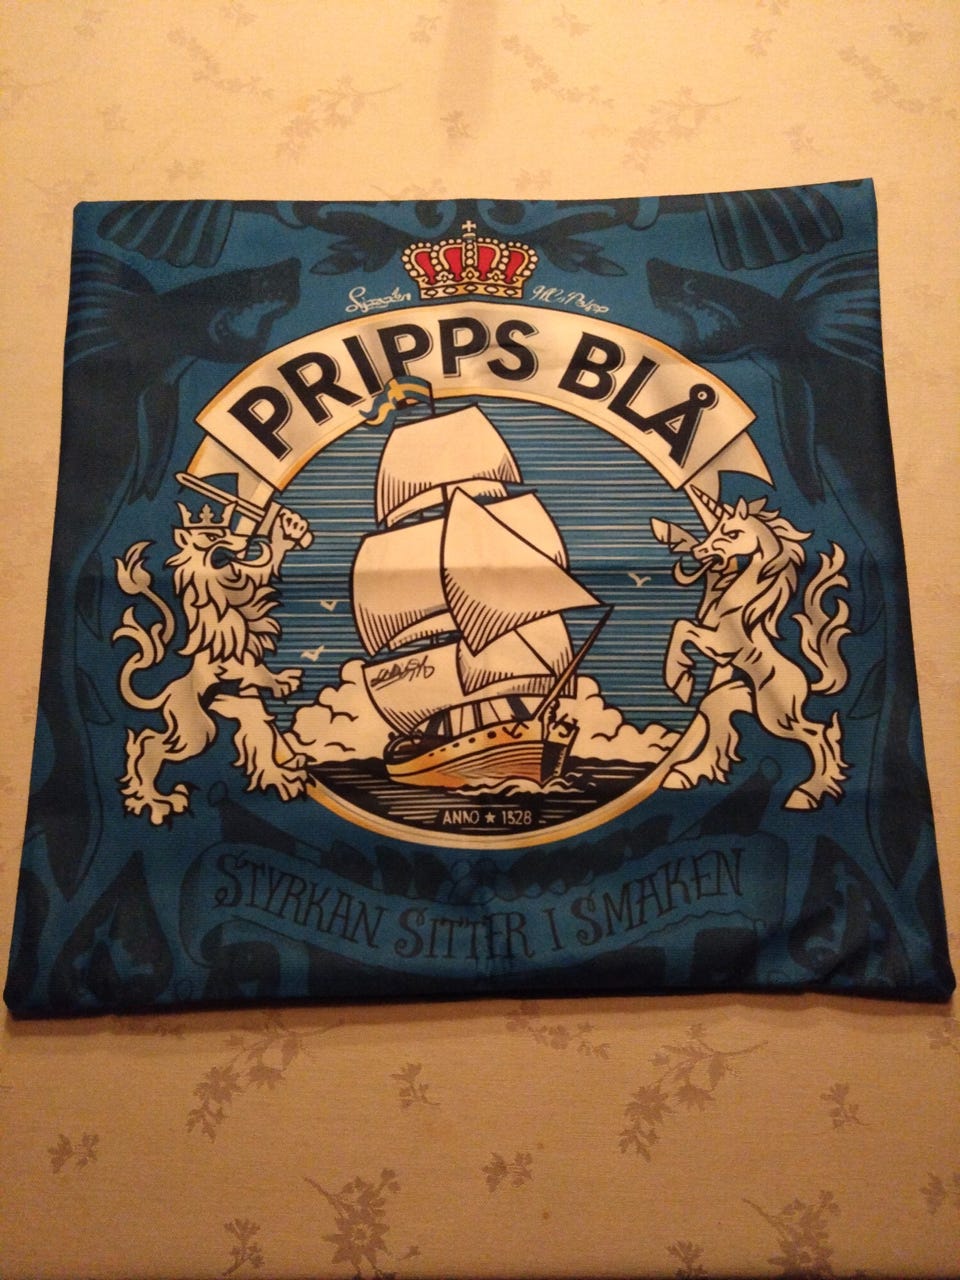 PRIPPS BLÅ
ANNO ★ 1828
STYRKAN SITTER I SMAKEN